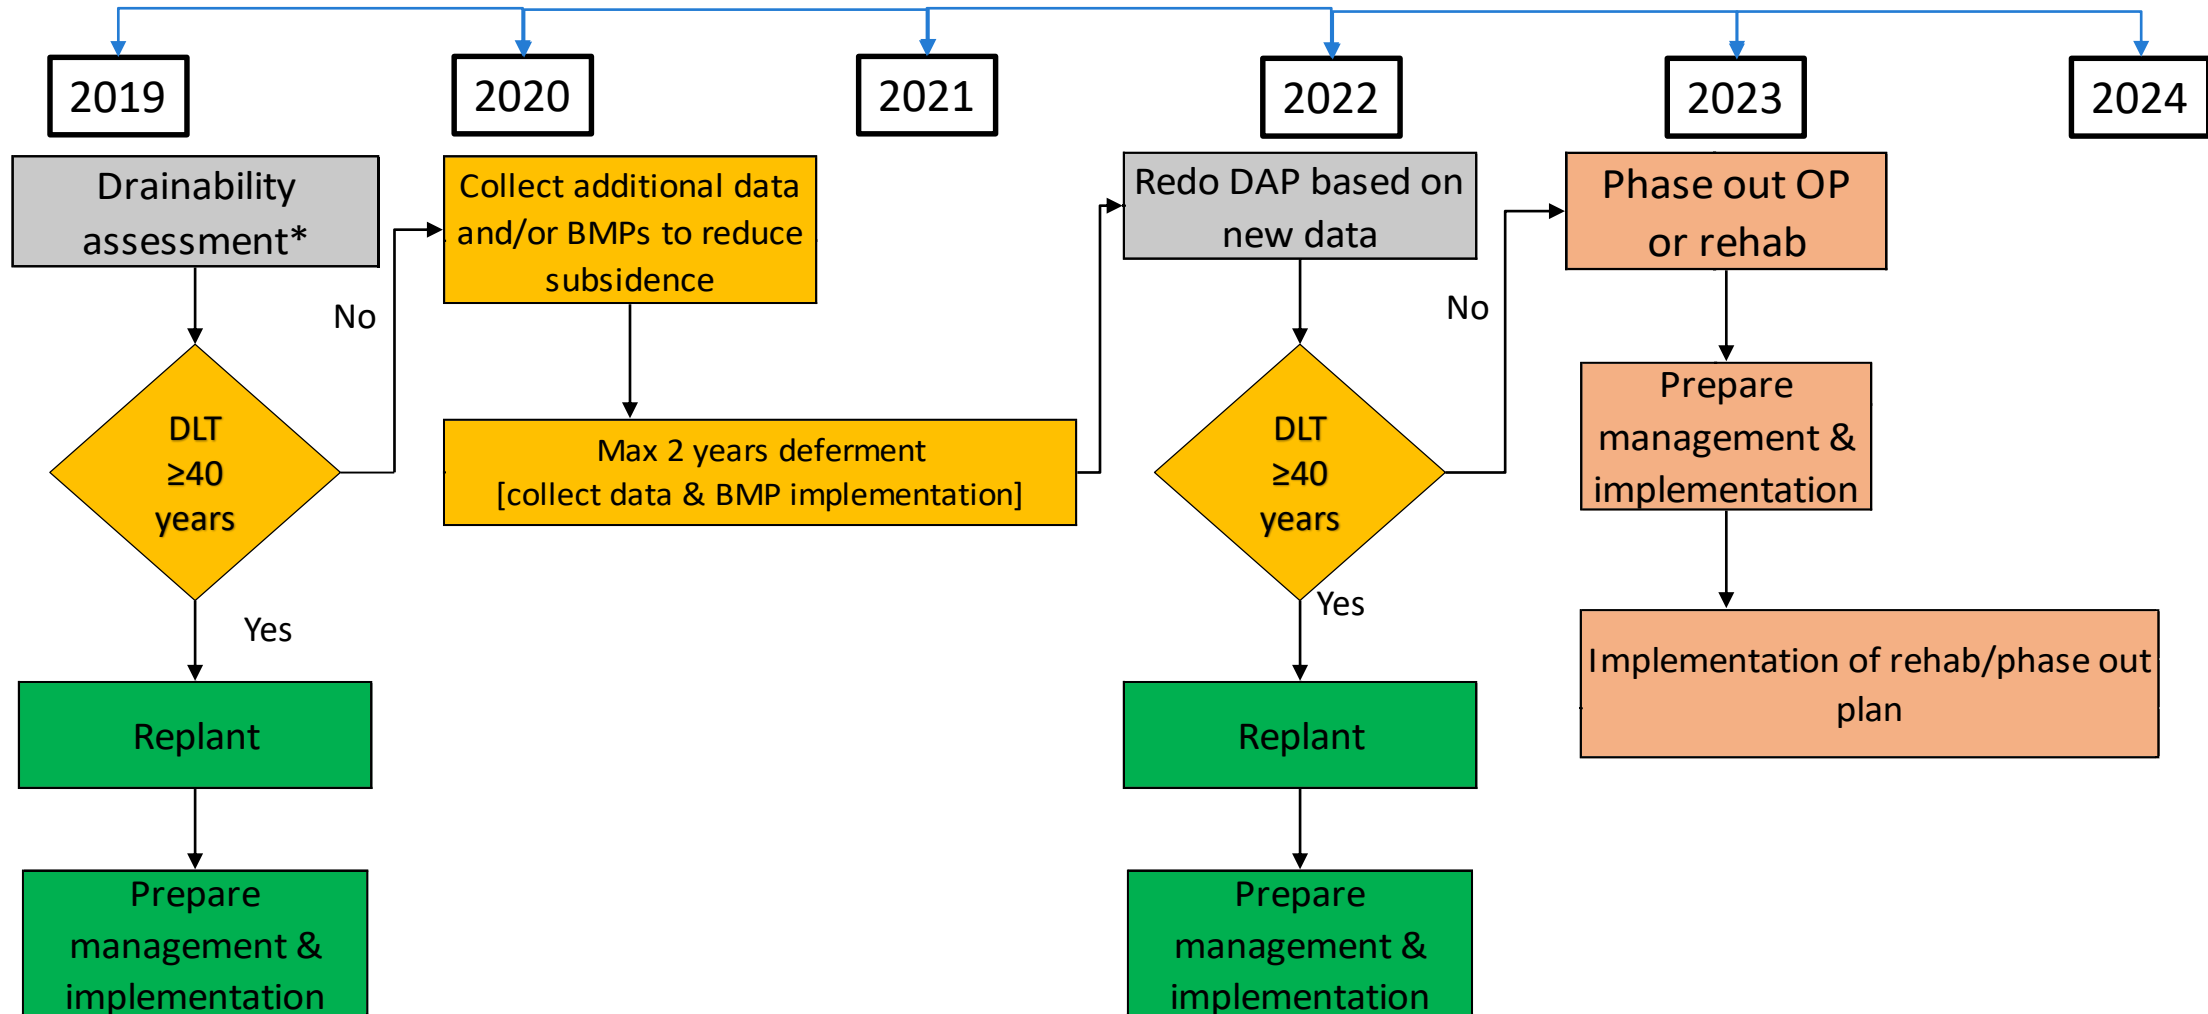 2019
2020
2021
2022
2023
2024
Drainability
assessment*
Collect additional data
and/or BMPs to reduce
subsidence
Redo DAP based on
new data
Phase out OP
or rehab
No
No
DLT
≥40
years
Max 2 years deferment
[collect data & BMP implementation]
DLT
≥40
years
Prepare
management &
implementation
Yes
Yes
Replant
Replant
Implementation of rehab/phase out
plan
Prepare
management &
implementation
Prepare
management &
implementation